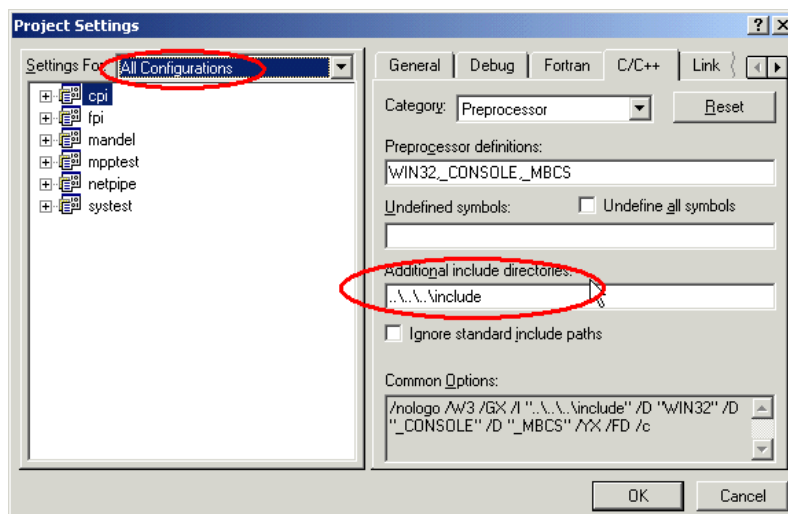 Project Settings
Settings For: All Configurations
cpi
fpi
mandel
mpptest
netpipe
systest
General Debug Fortran C/C++ Link
Category: Preprocessor Reset
Preprocessor definitions:
WIN32,_CONSOLE,_MBCS
Undefined symbols: Undefine all symbols
Additional include directories:
..\..\..\include
Ignore standard include paths
Common Options:
/nologo /W3 /GX /I "..\..\..\include" /D "WIN32" /D
"_CONSOLE" /D "_MBCS" /YX /FD /c
OK Cancel